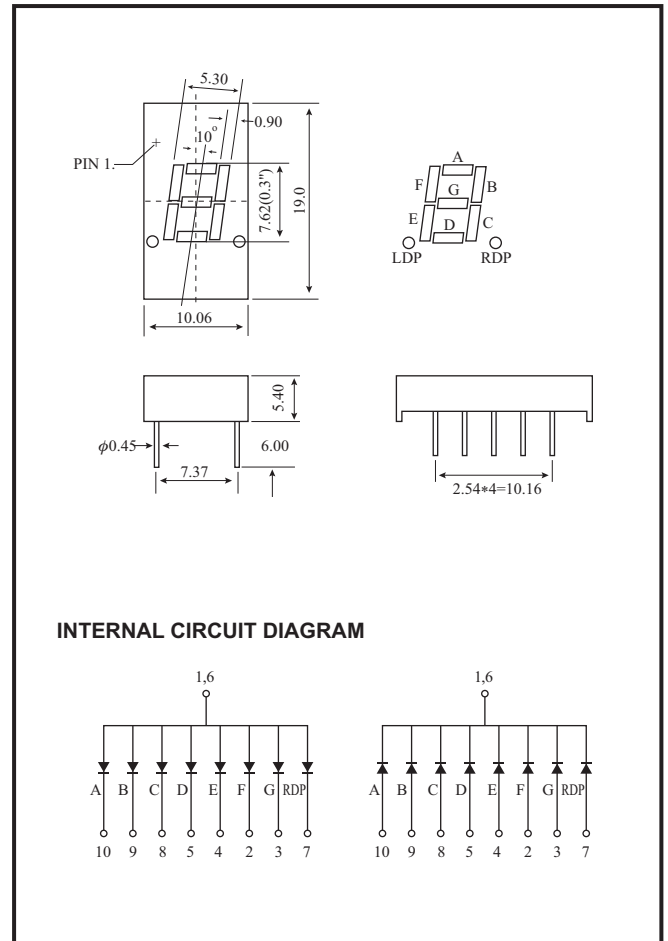 5.30
0.90
10°
PIN 1.
7.62(0.3")
19.0
10.06
A
F B
G
E D C
LDP RDP
5.40
ϕ0.45
6.00
7.37
2.54*4=10.16
INTERNAL CIRCUIT DIAGRAM
1,6 1,6
A B C D E F G RDP A B C D E F G RDP
10 9 8 5 4 2 3 7 10 9 8 5 4 2 3 7